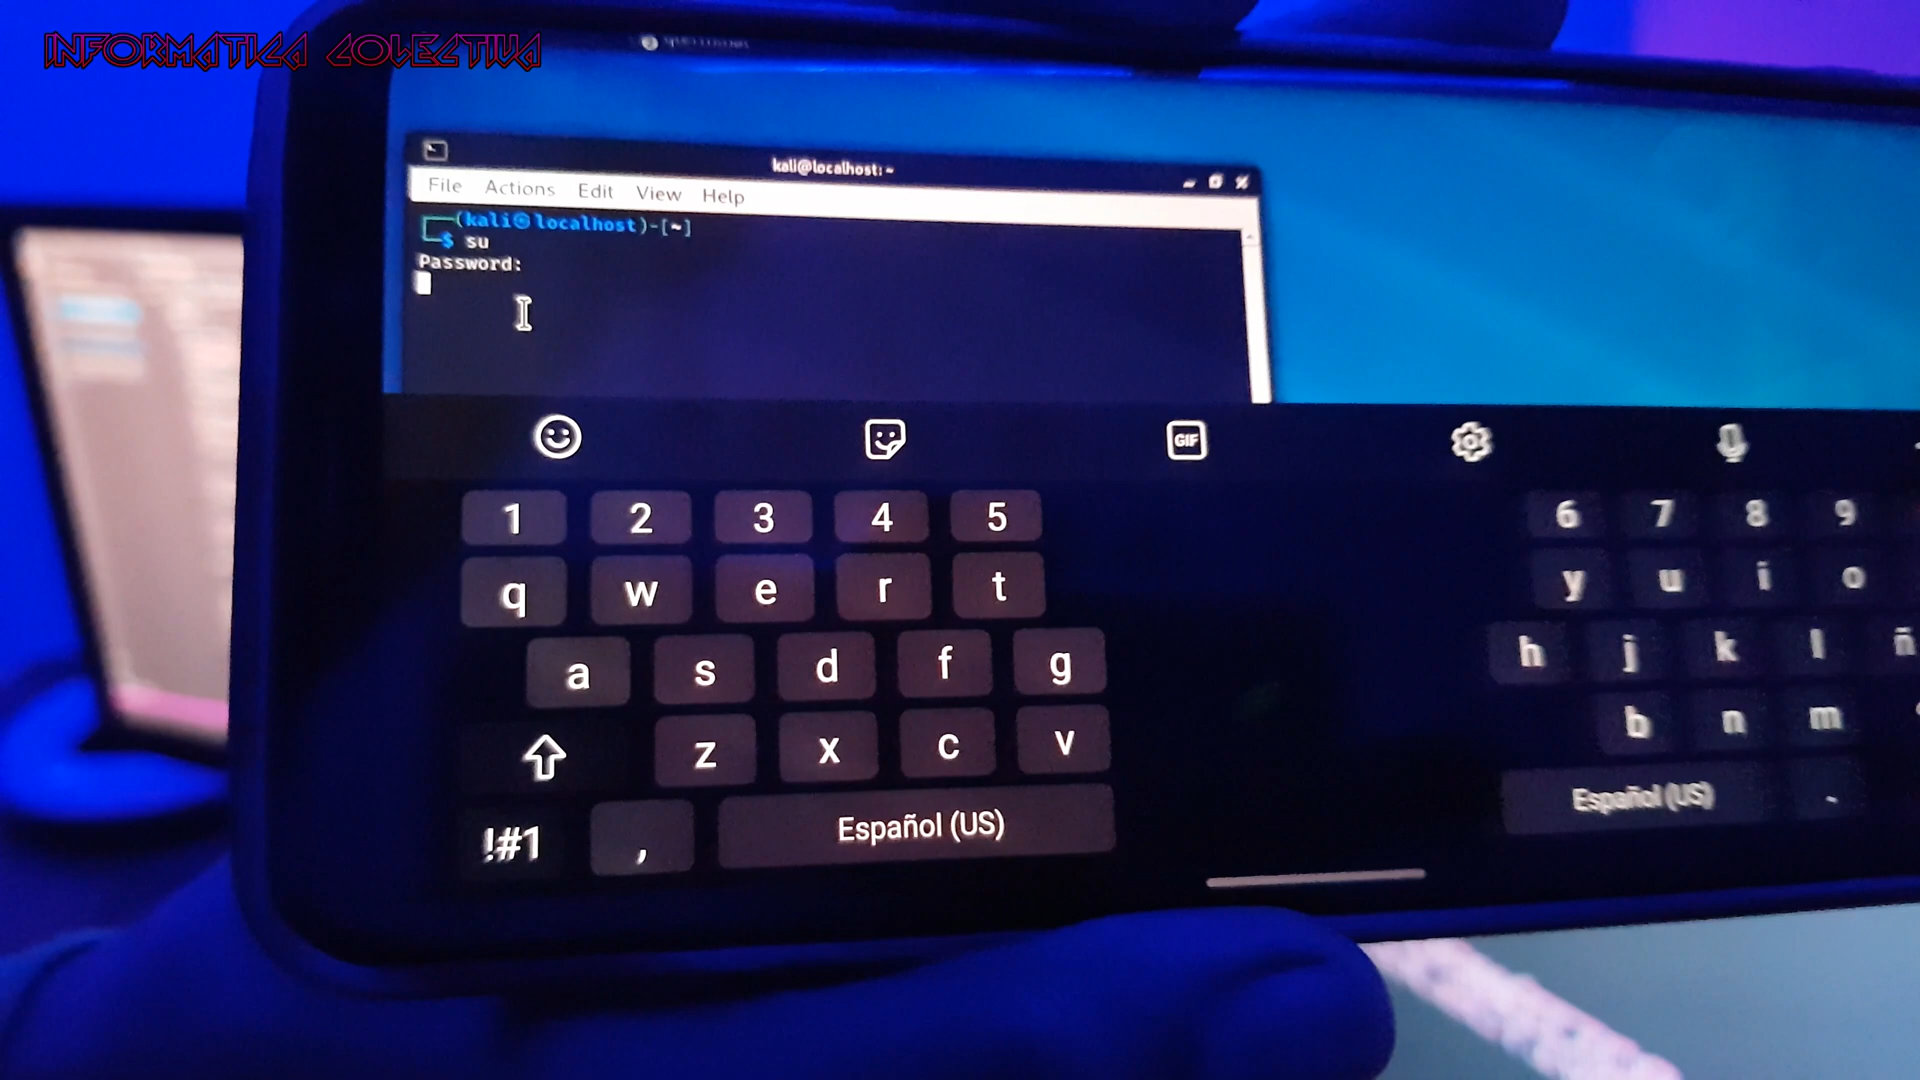 INFORMATICA COLECTIVA
kali@localhost: ~
File Actions Edit View Help
(kali㉿localhost)-[~]
$ su
Password:
GIF
1 2 3 4 5 6 7 8 9
q w e r t y u i o
a s d f g h j k l ñ
z x c v b n m
!#1 , Español (US) Español (US) .